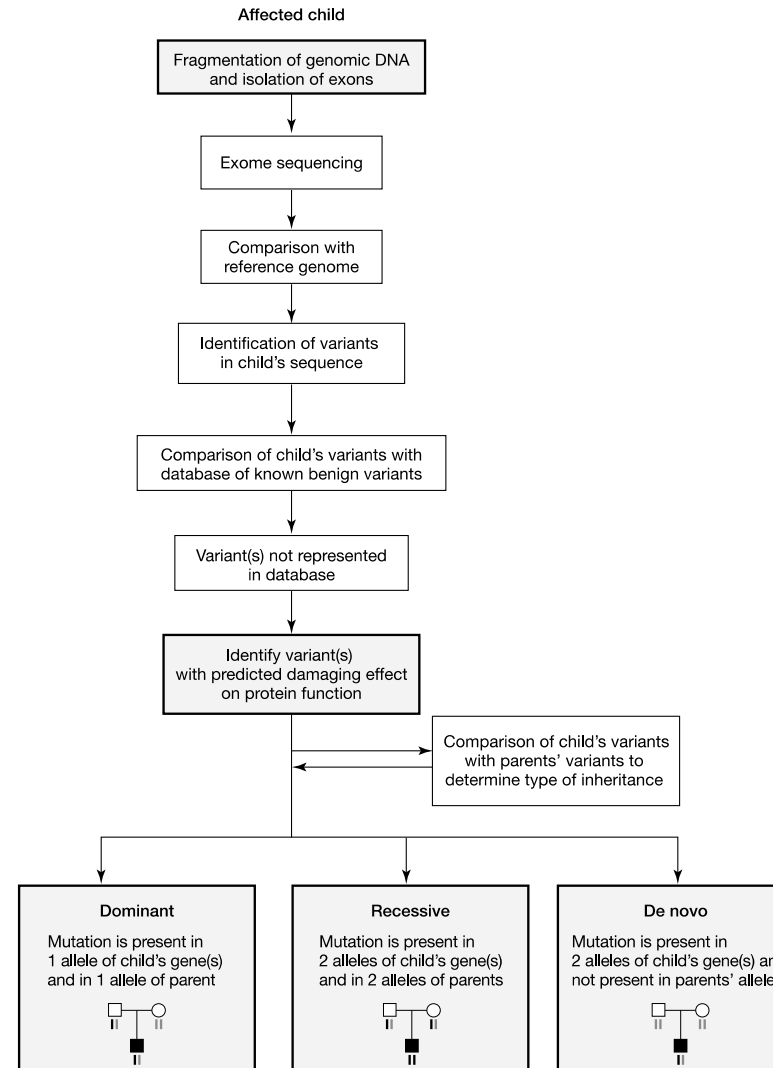 Affected child
Fragmentation of genomic DNA
and isolation of exons
Exome sequencing
Comparison with
reference genome
Identification of variants
in child's sequence
Comparison of child's variants with
database of known benign variants
Variant(s) not represented
in database
Identify variant(s)
with predicted damaging effect
on protein function
Comparison of child's variants
with parents' variants to
determine type of inheritance
Dominant
Mutation is present in
1 allele of child's gene(s)
and in 1 allele of parent
Recessive
Mutation is present in
2 alleles of child's gene(s)
and in 2 alleles of parents
De novo
Mutation is present in
2 alleles of child's gene(s)
not present in parents'